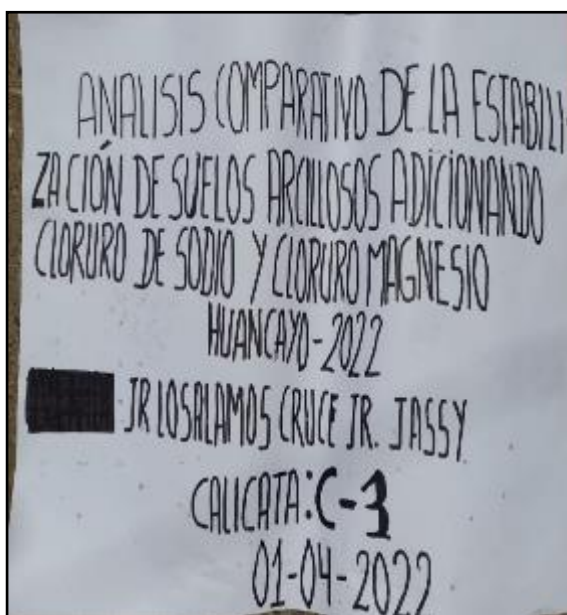 ANALISIS COMPARATIVO DE LA ESTABILI-
ZACIÓN DE SUELOS ARCILLOSOS ADICIONANDO
CLORURO DE SODIO Y CLORURO MAGNESIO
HUANCAYO-2022
JR LOSALAMOS CRUCE JR. JASSY
CALICATA: C-3
01-04-2022